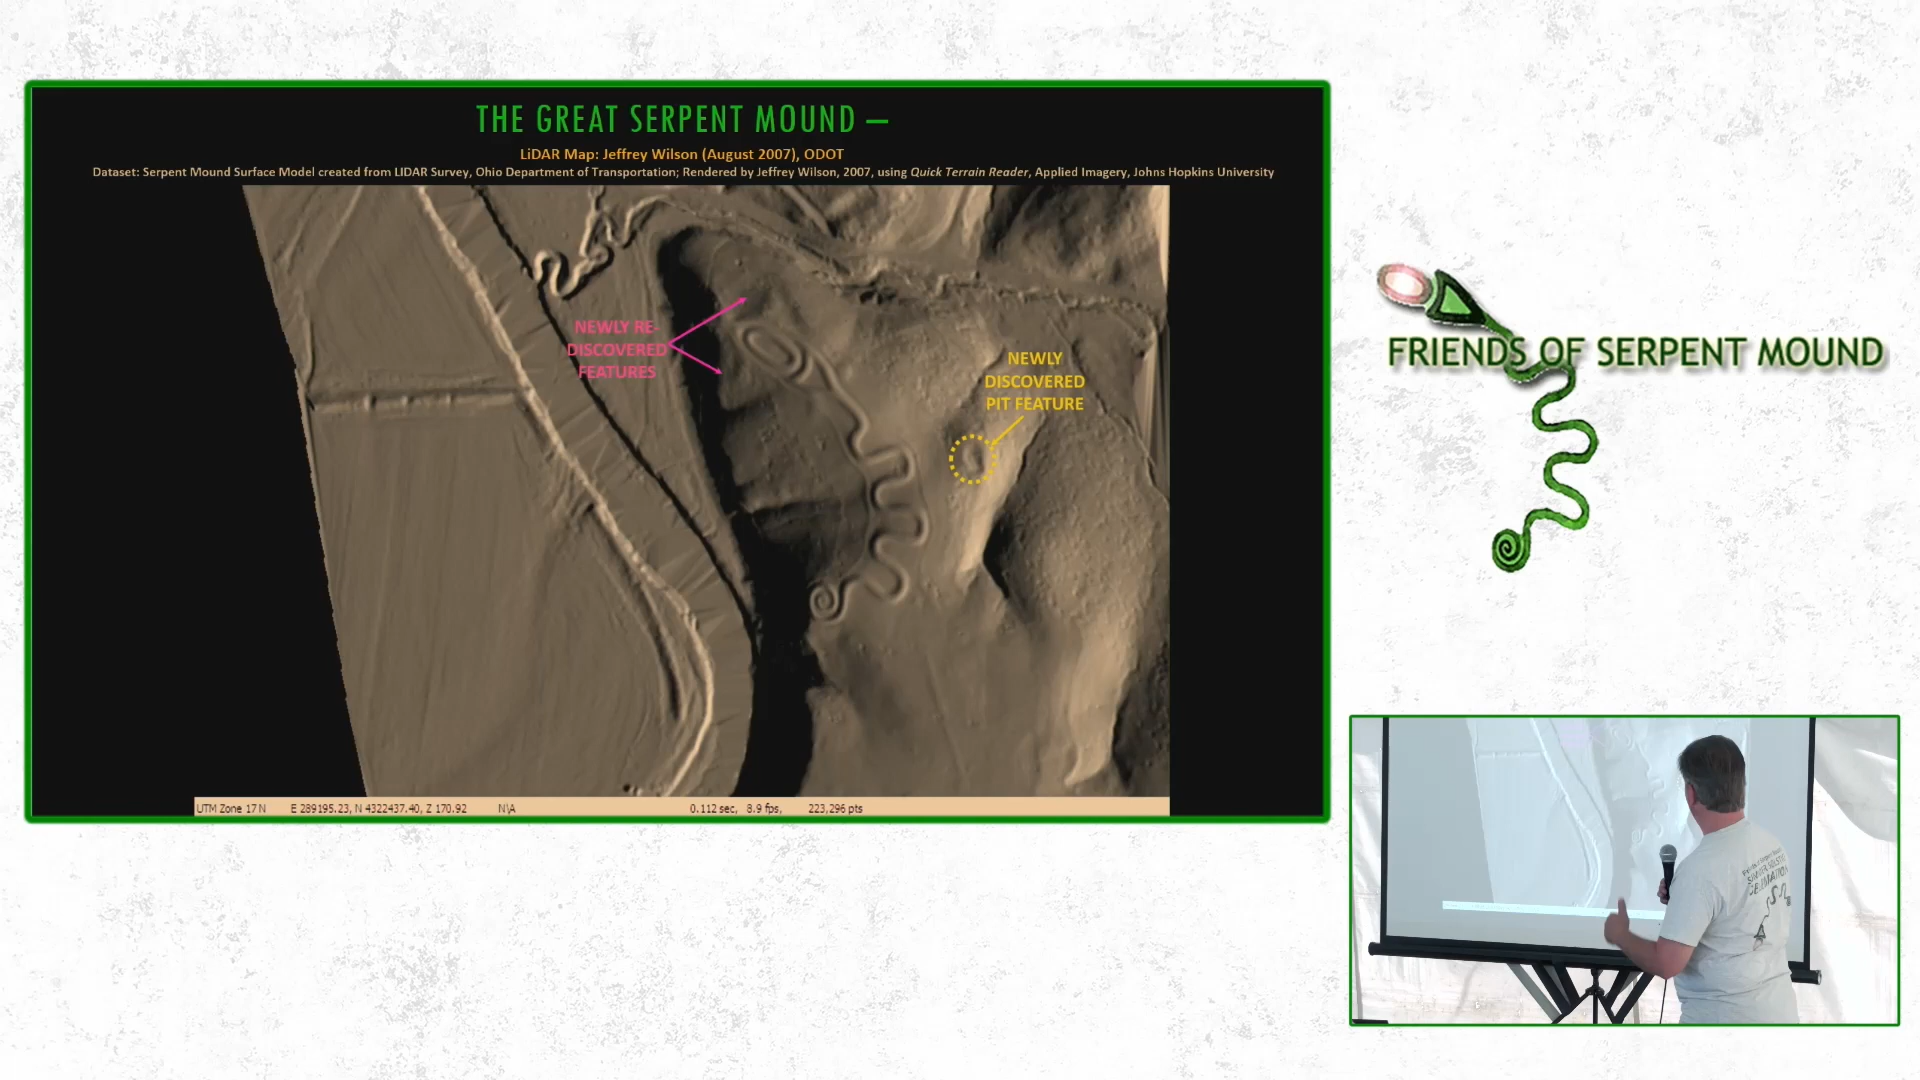 THE GREAT SERPENT MOUND –
LiDAR Map: Jeffrey Wilson (August 2007), ODOT
Dataset: Serpent Mound Surface Model created from LIDAR Survey, Ohio Department of Transportation; Rendered by Jeffrey Wilson, 2007, using Quick Terrain Reader, Applied Imagery, Johns Hopkins University
NEWLY RE-
DISCOVERED
FEATURES
NEWLY
DISCOVERED
PIT FEATURE
UTM Zone 17 N E 289195.23, N 4322437.40, Z 170.92 N\A 0.112 sec, 8.9 fps, 223,296 pts
FRIENDS OF SERPENT MOUND